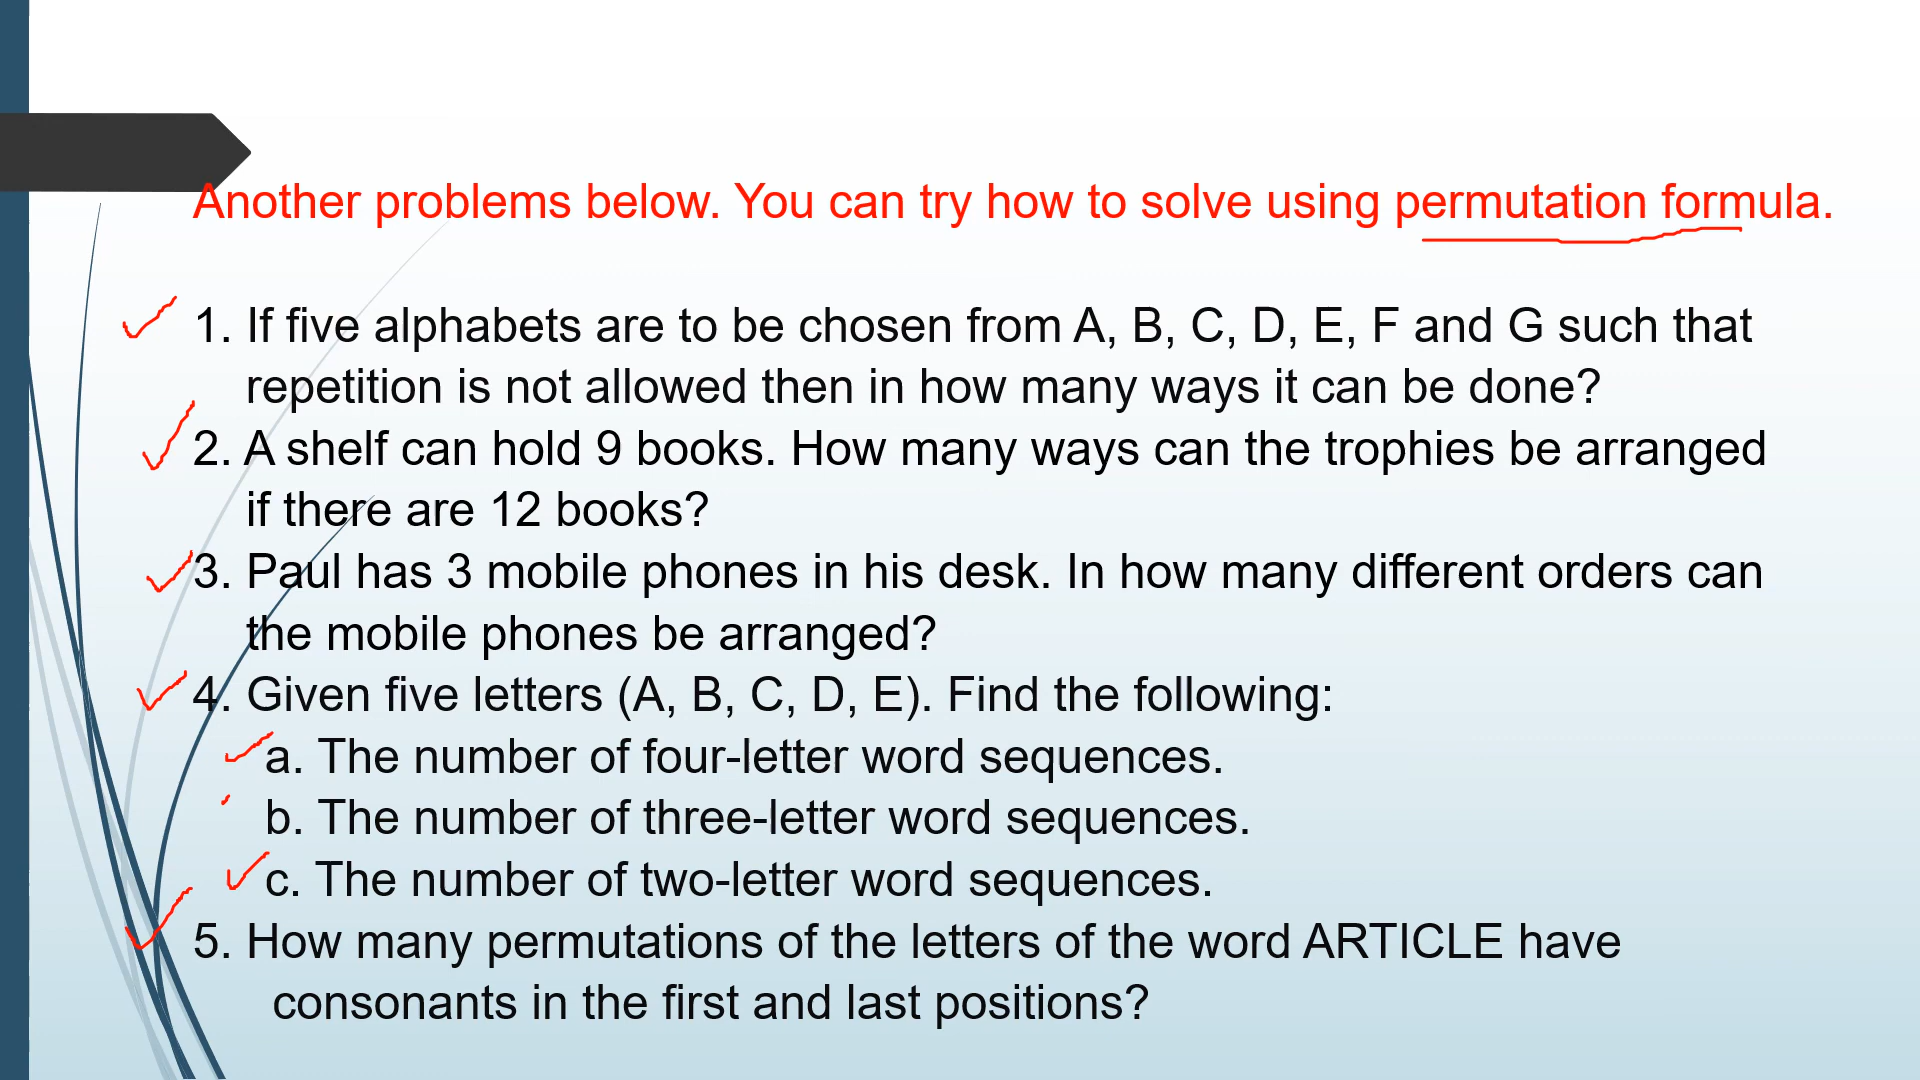 Another problems below. You can try how to solve using permutation formula.
1. If five alphabets are to be chosen from A, B, C, D, E, F and G such that
repetition is not allowed then in how many ways it can be done?
2. A shelf can hold 9 books. How many ways can the trophies be arranged
if there are 12 books?
3. Paul has 3 mobile phones in his desk. In how many different orders can
the mobile phones be arranged?
4. Given five letters (A, B, C, D, E). Find the following:
a. The number of four-letter word sequences.
b. The number of three-letter word sequences.
c. The number of two-letter word sequences.
5. How many permutations of the letters of the word ARTICLE have
consonants in the first and last positions?